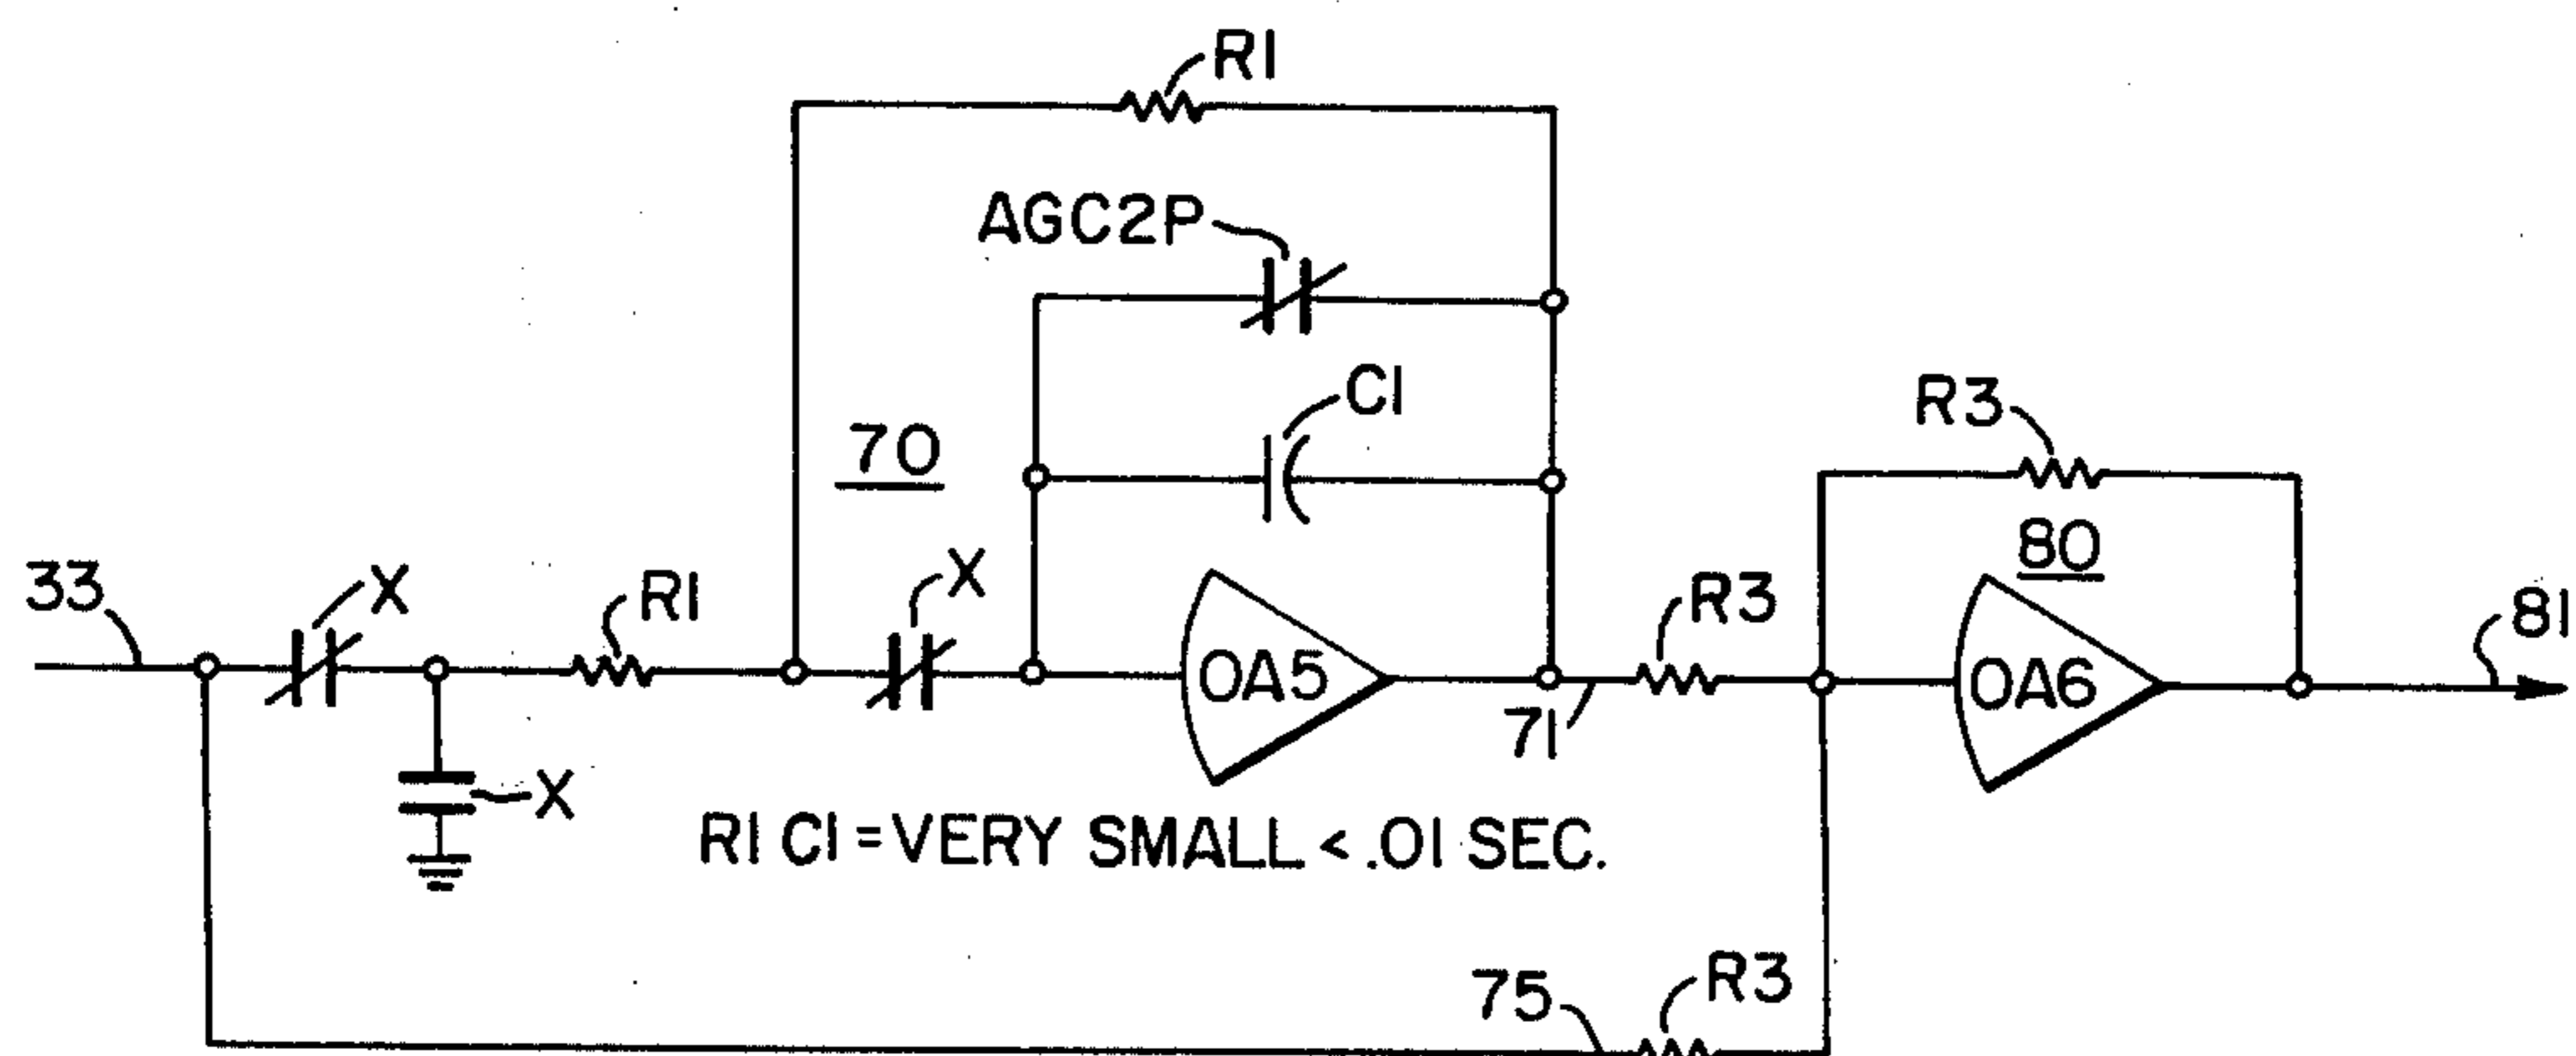 R1
AGC2P
C1
70
R3
80
33
X
R1
X
OA5
R3
OA6
81
71
X
R1 C1 = VERY SMALL < .01 SEC.
75
R3